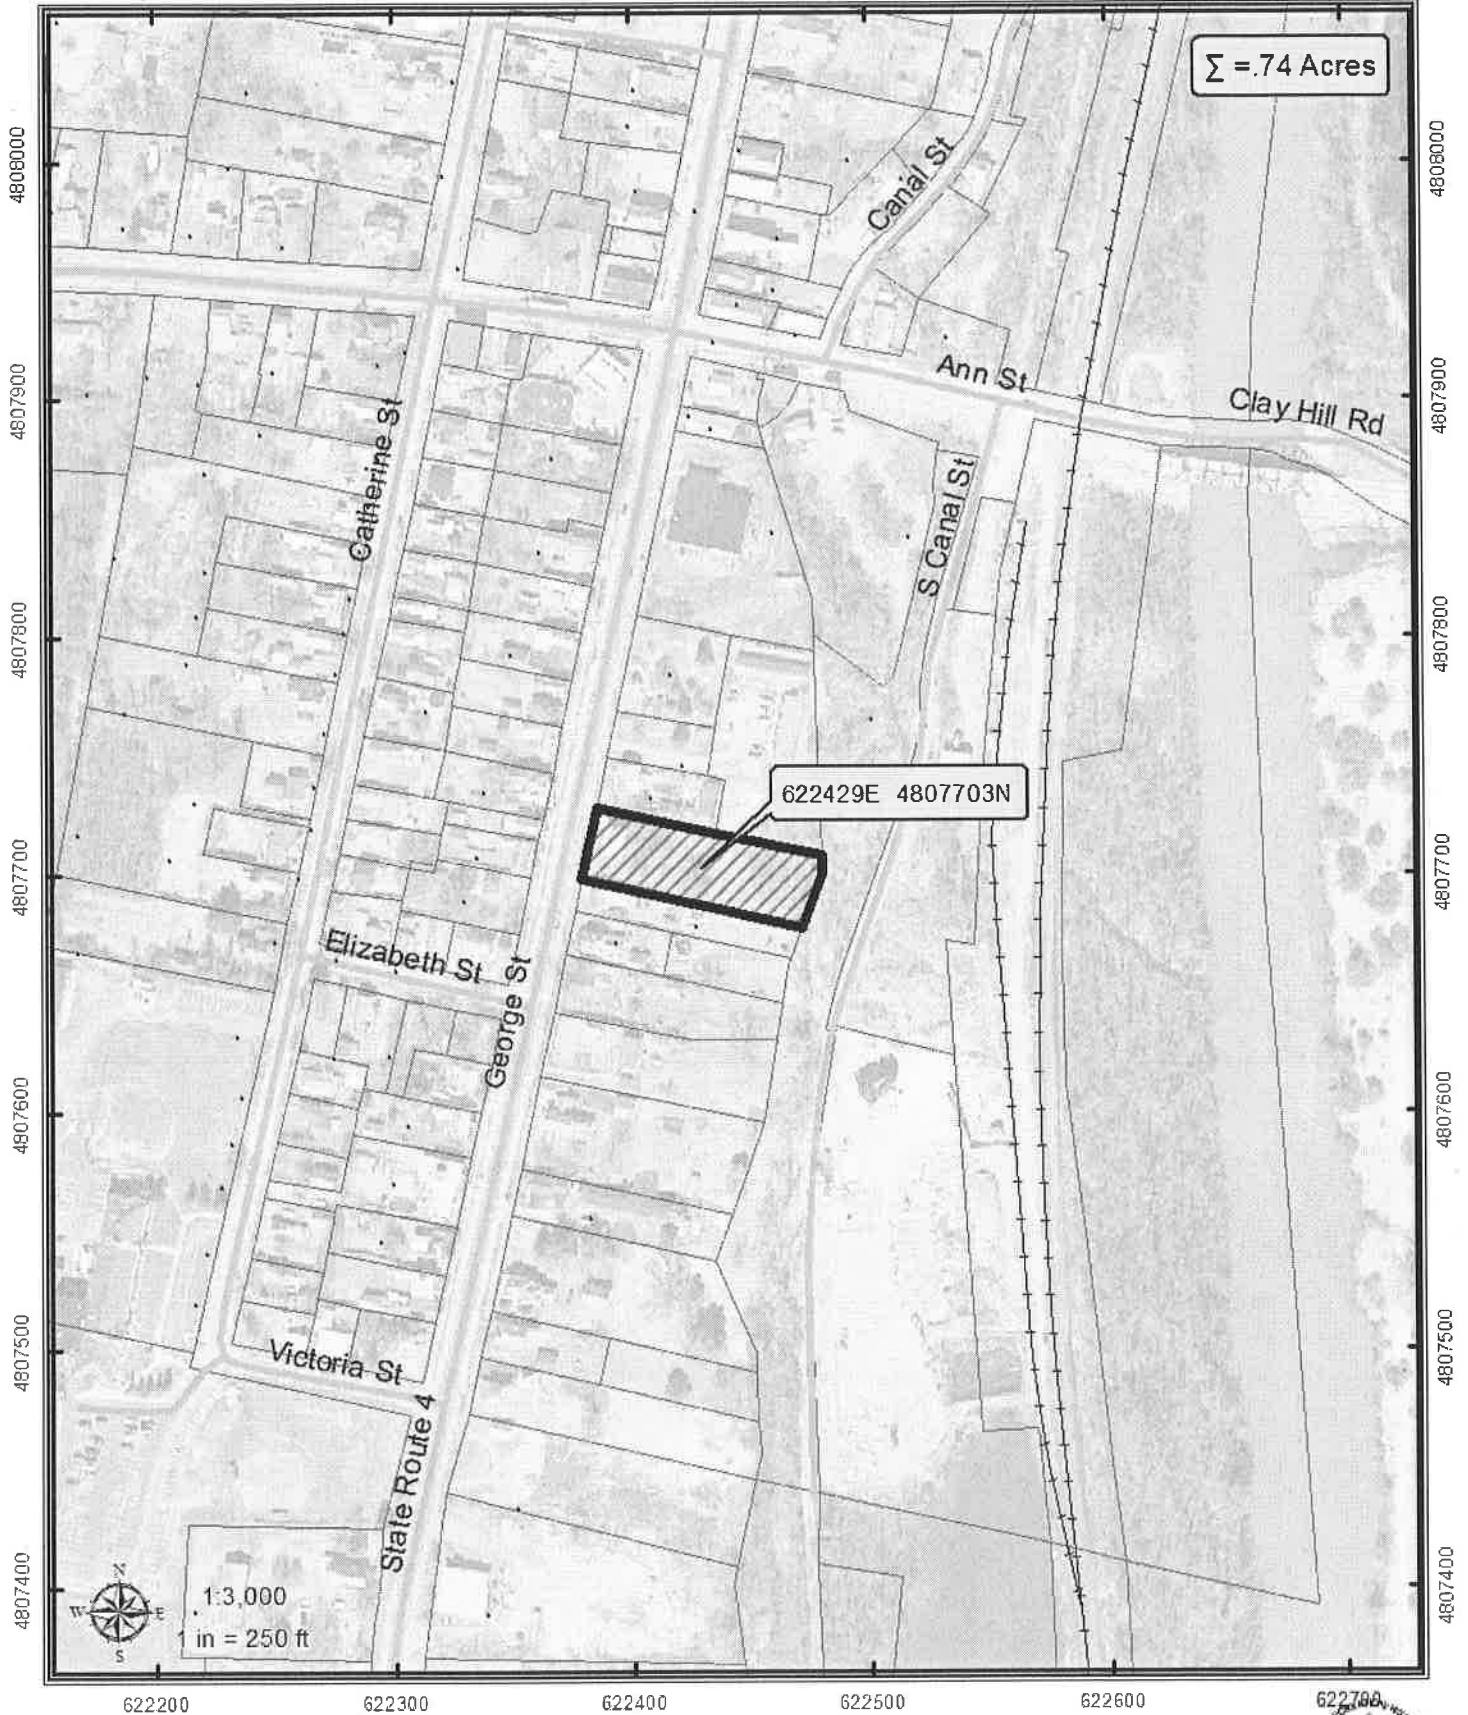 ∑ =.74 Acres
4808000
4808000
Canal St
Ann St
Clay Hill Rd
4807900
4807900
Catherine St
S Canal St
4807800
4807800
622429E 4807703N
4807700
4807700
Elizabeth St
George St
4807600
4807600
4807500
4807500
Victoria St
State Route 4
4807400
4807400
N
W
E
S
1:3,000
1 in = 250 ft
622200
622300
622400
622500
622600
622700